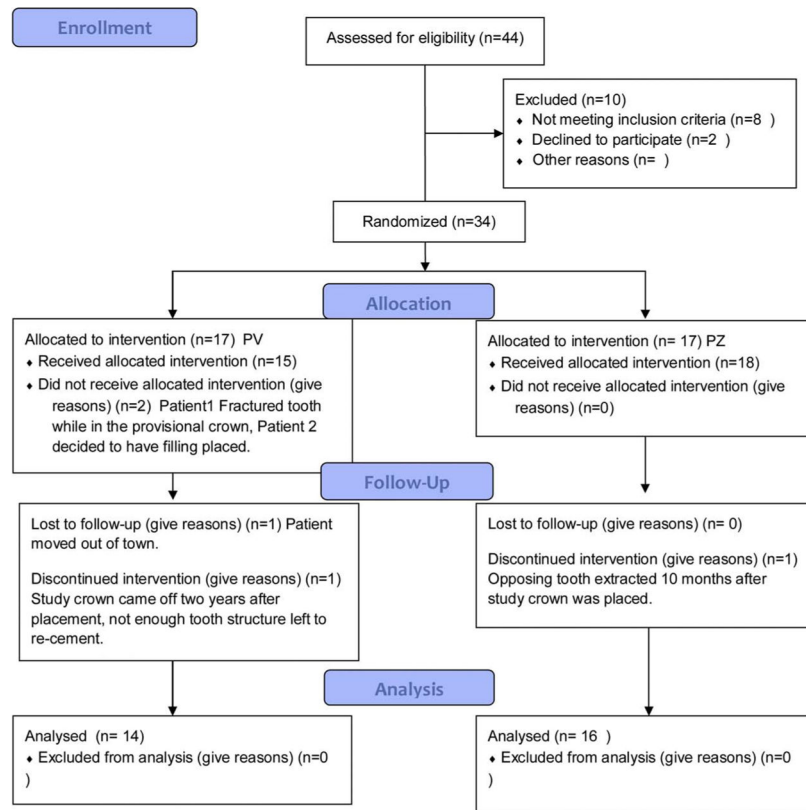 Enrollment
Assessed for eligibility (n=44)
Excluded (n=10)
♦ Not meeting inclusion criteria (n=8 )
♦ Declined to participate (n=2 )
♦ Other reasons (n= )
Randomized (n=34)
Allocation
Allocated to intervention (n=17) PV
♦ Received allocated intervention (n=15)
♦ Did not receive allocated intervention (give
reasons) (n=2) Patient1 Fractured tooth
while in the provisional crown, Patient 2
decided to have filling placed.
Allocated to intervention (n= 17) PZ
♦ Received allocated intervention (n=18)
♦ Did not receive allocated intervention (give
reasons) (n=0)
Follow-Up
Lost to follow-up (give reasons) (n=1) Patient
moved out of town.
Discontinued intervention (give reasons) (n=1)
Study crown came off two years after
placement, not enough tooth structure left to
re-cement.
Lost to follow-up (give reasons) (n= 0)
Discontinued intervention (give reasons) (n=1)
Opposing tooth extracted 10 months after
study crown was placed.
Analysis
Analysed (n= 14)
♦ Excluded from analysis (give reasons) (n=0
)
Analysed (n= 16 )
♦ Excluded from analysis (give reasons) (n=0
)